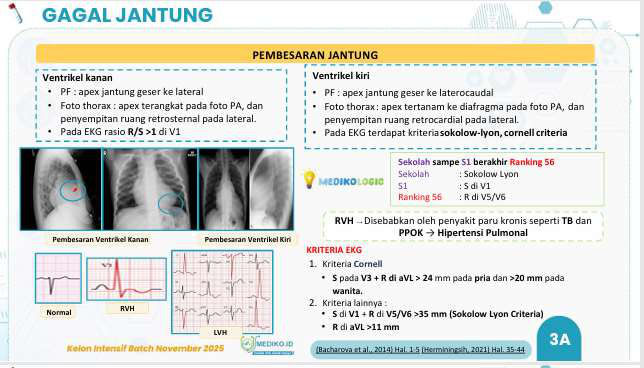 GAGAL JANTUNG
PEMBESARAN JANTUNG
Ventrikel kanan
• PF : apex jantung geser ke lateral
• Foto thorax : apex terangkat pada foto PA, dan
penyempitan ruang retrosternal pada lateral.
• Pada EKG rasio R/S >1 di V1
Ventrikel kiri
• PF : apex jantung geser ke laterocaudal
• Foto thorax : apex tertanam ke diafragma pada foto PA, dan
penyempitan ruang retrocardial pada lateral.
• Pada EKG terdapat kriteria sokolow-lyon, cornell criteria
Pembesaran Ventrikel Kanan
Pembesaran Ventrikel Kiri
Normal
RVH
LVH
MEDIKOLOGIC
Sekolah sampe S1 berakhir Ranking 56
Sekolah : Sokolow Lyon
S1 : S di V1
Ranking 56 : R di V5/V6
RVH →Disebabkan oleh penyakit paru kronis seperti TB dan
PPOK → Hipertensi Pulmonal
KRITERIA EKG
1. Kriteria Cornell
• S pada V3 + R di aVL > 24 mm pada pria dan >20 mm pada
wanita.
2. Kriteria lainnya :
• S di V1 + R di V5/V6 >35 mm (Sokolow Lyon Criteria)
• R di aVL >11 mm
Kelan Intensif Batch November 2025
MEDIKO.ID
(Bacharova et al., 2014) Hal. 1-5 (Herminingsih, 2021) Hal. 35-44
3A